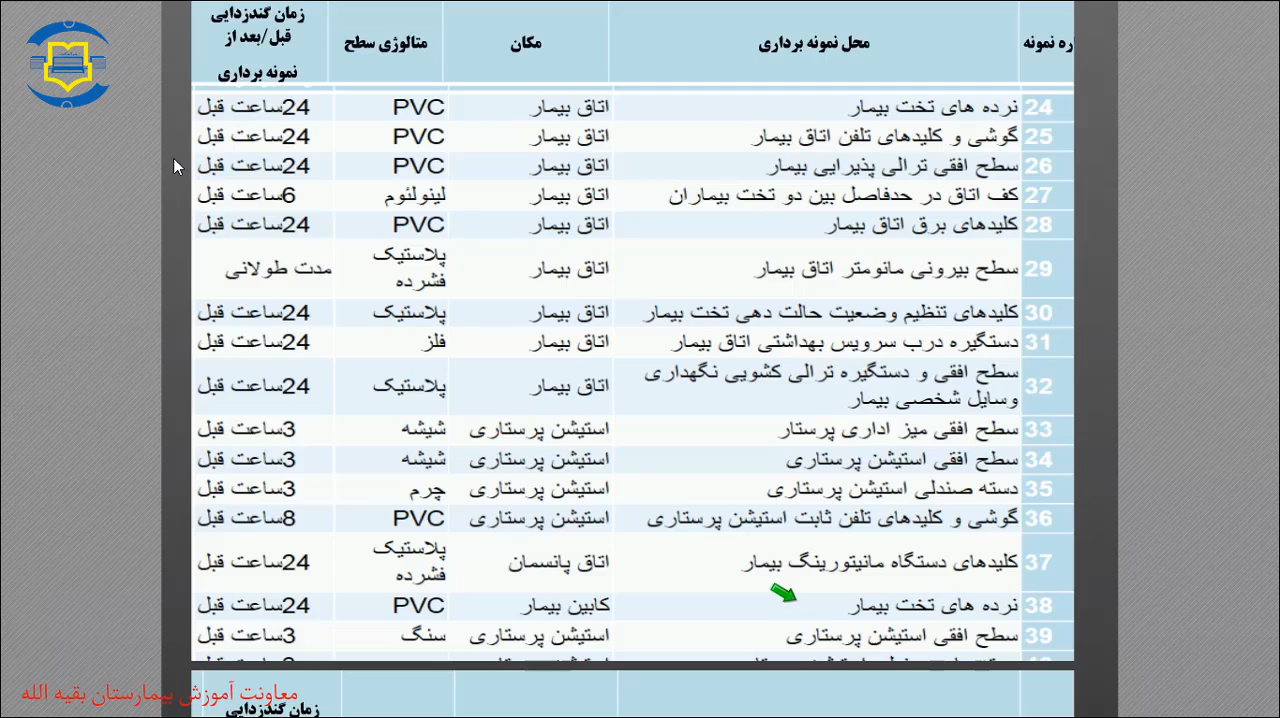 زمان گندزدایی
قبل/بعد از
نمونه برداری
ره نمونه محل نمونه برداری مکان متالوژی سطح
24 نرده های تخت بیمار اتاق بیمار PVC 24ساعت قبل
25 گوشی و کلیدهای تلفن اتاق بیمار اتاق بیمار PVC 24ساعت قبل
26 سطح افقی ترالی پذیرایی بیمار اتاق بیمار PVC 24ساعت قبل
27 کف اتاق در حدفاصل بین دو تخت بیماران اتاق بیمار لینولئوم 6ساعت قبل
28 کلیدهای برق اتاق بیمار اتاق بیمار PVC 24ساعت قبل
29 سطح بیرونی مانومتر اتاق بیمار اتاق بیمار پلاستیک فشرده مدت طولانی
30 کلیدهای تنظیم وضعیت حالت دهی تخت بیمار اتاق بیمار پلاستیک 24ساعت قبل
31 دستگیره درب سرویس بهداشتی اتاق بیمار اتاق بیمار فلز 24ساعت قبل
32 سطح افقی و دستگیره ترالی کشویی نگهداری
وسایل شخصی بیمار اتاق بیمار پلاستیک 24ساعت قبل
33 سطح افقی میز اداری پرستار استیشن پرستاری شیشه 3ساعت قبل
34 سطح افقی استیشن پرستاری استیشن پرستاری شیشه 3ساعت قبل
35 دسته صندلی استیشن پرستاری استیشن پرستاری چرم 3ساعت قبل
36 گوشی و کلیدهای تلفن ثابت استیشن پرستاری استیشن پرستاری PVC 8ساعت قبل
37 کلیدهای دستگاه مانیتورینگ بیمار اتاق پانسمان پلاستیک فشرده 24ساعت قبل
38 نرده های تخت بیمار کابین بیمار PVC 24ساعت قبل
39 سطح افقی استیشن پرستاری استیشن پرستاری سنگ 3ساعت قبل
زمان گندزدایی
معاونت آموزش بیمارستان بقیه الله